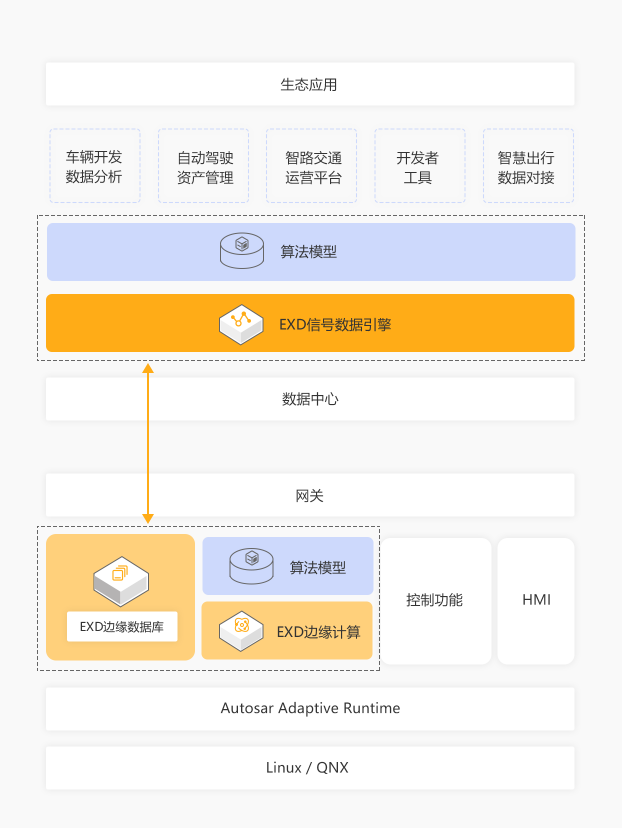 生态应用
车辆开发
数据分析
自动驾驶
资产管理
智路交通
运营平台
开发者
工具
智慧出行
数据对接
算法模型
EXD信号数据引擎
数据中心
网关
EXD边缘数据库
算法模型
EXD边缘计算
控制功能
HMI
Autosar Adaptive Runtime
Linux / QNX